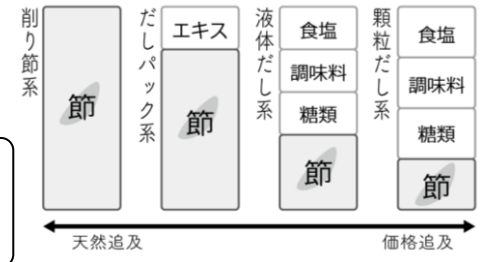 削り節系
節
だしパック系
エキス
節
液体だし系
食塩
調味料
糖類
節
顆粒だし系
食塩
調味料
糖類
節
天然追及
価格追及